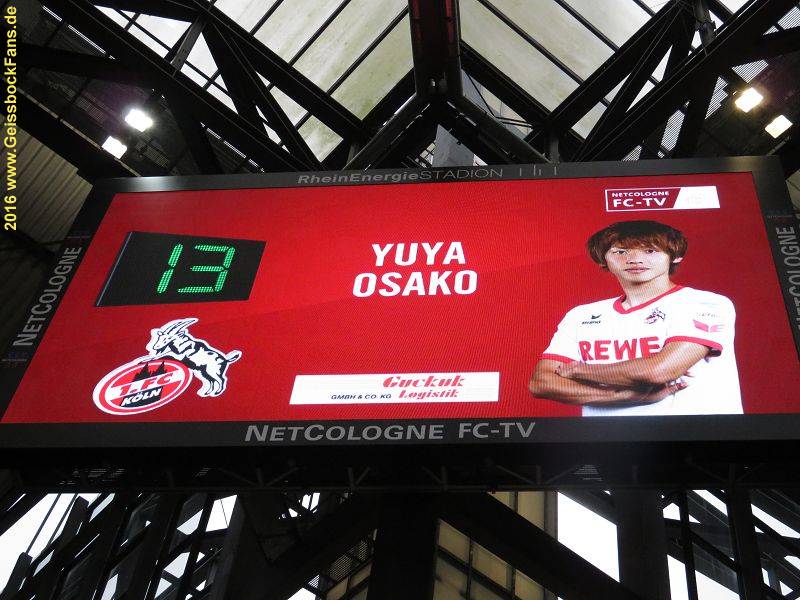 2016 www.GeissbockFans.de
RheinEnergieSTADION
NETCOLOGNE
FC-TV
13
YUYA
OSAKO
NETCOLOGNE
NETCOLOGNE
REWE
erima
1.FC
KÖLN
Guckuk
GMBH & CO. KG Logistik
NETCOLOGNE FC-TV